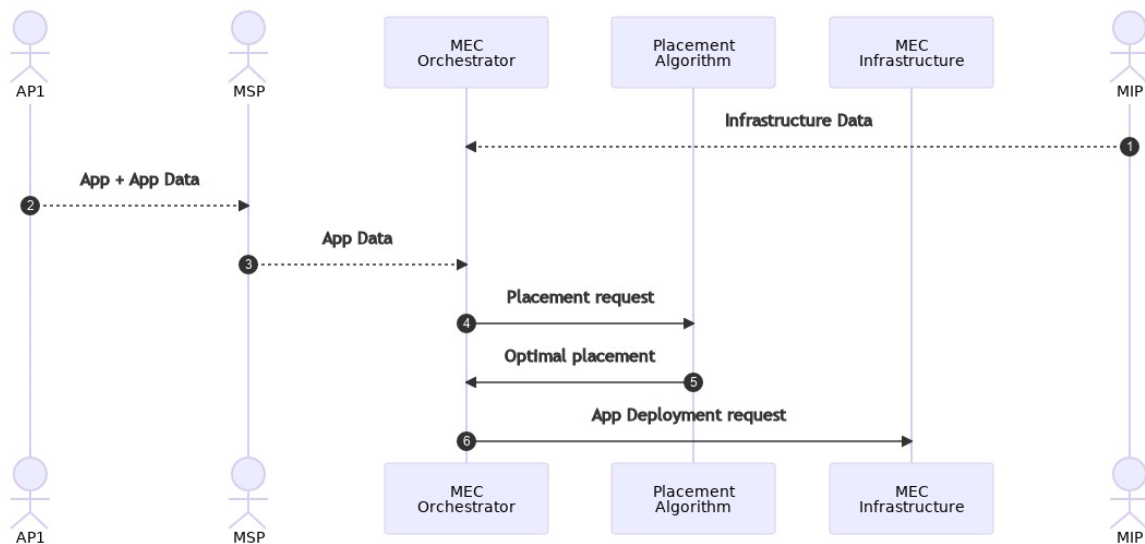 MEC
Orchestrator
Placement
Algorithm
MEC
Infrastructure
AP1
MSP
MIP
Infrastructure Data
1
App + App Data
2
App Data
3
Placement request
4
Optimal placement
5
App Deployment request
6
MEC
Orchestrator
Placement
Algorithm
MEC
Infrastructure
AP1
MSP
MIP